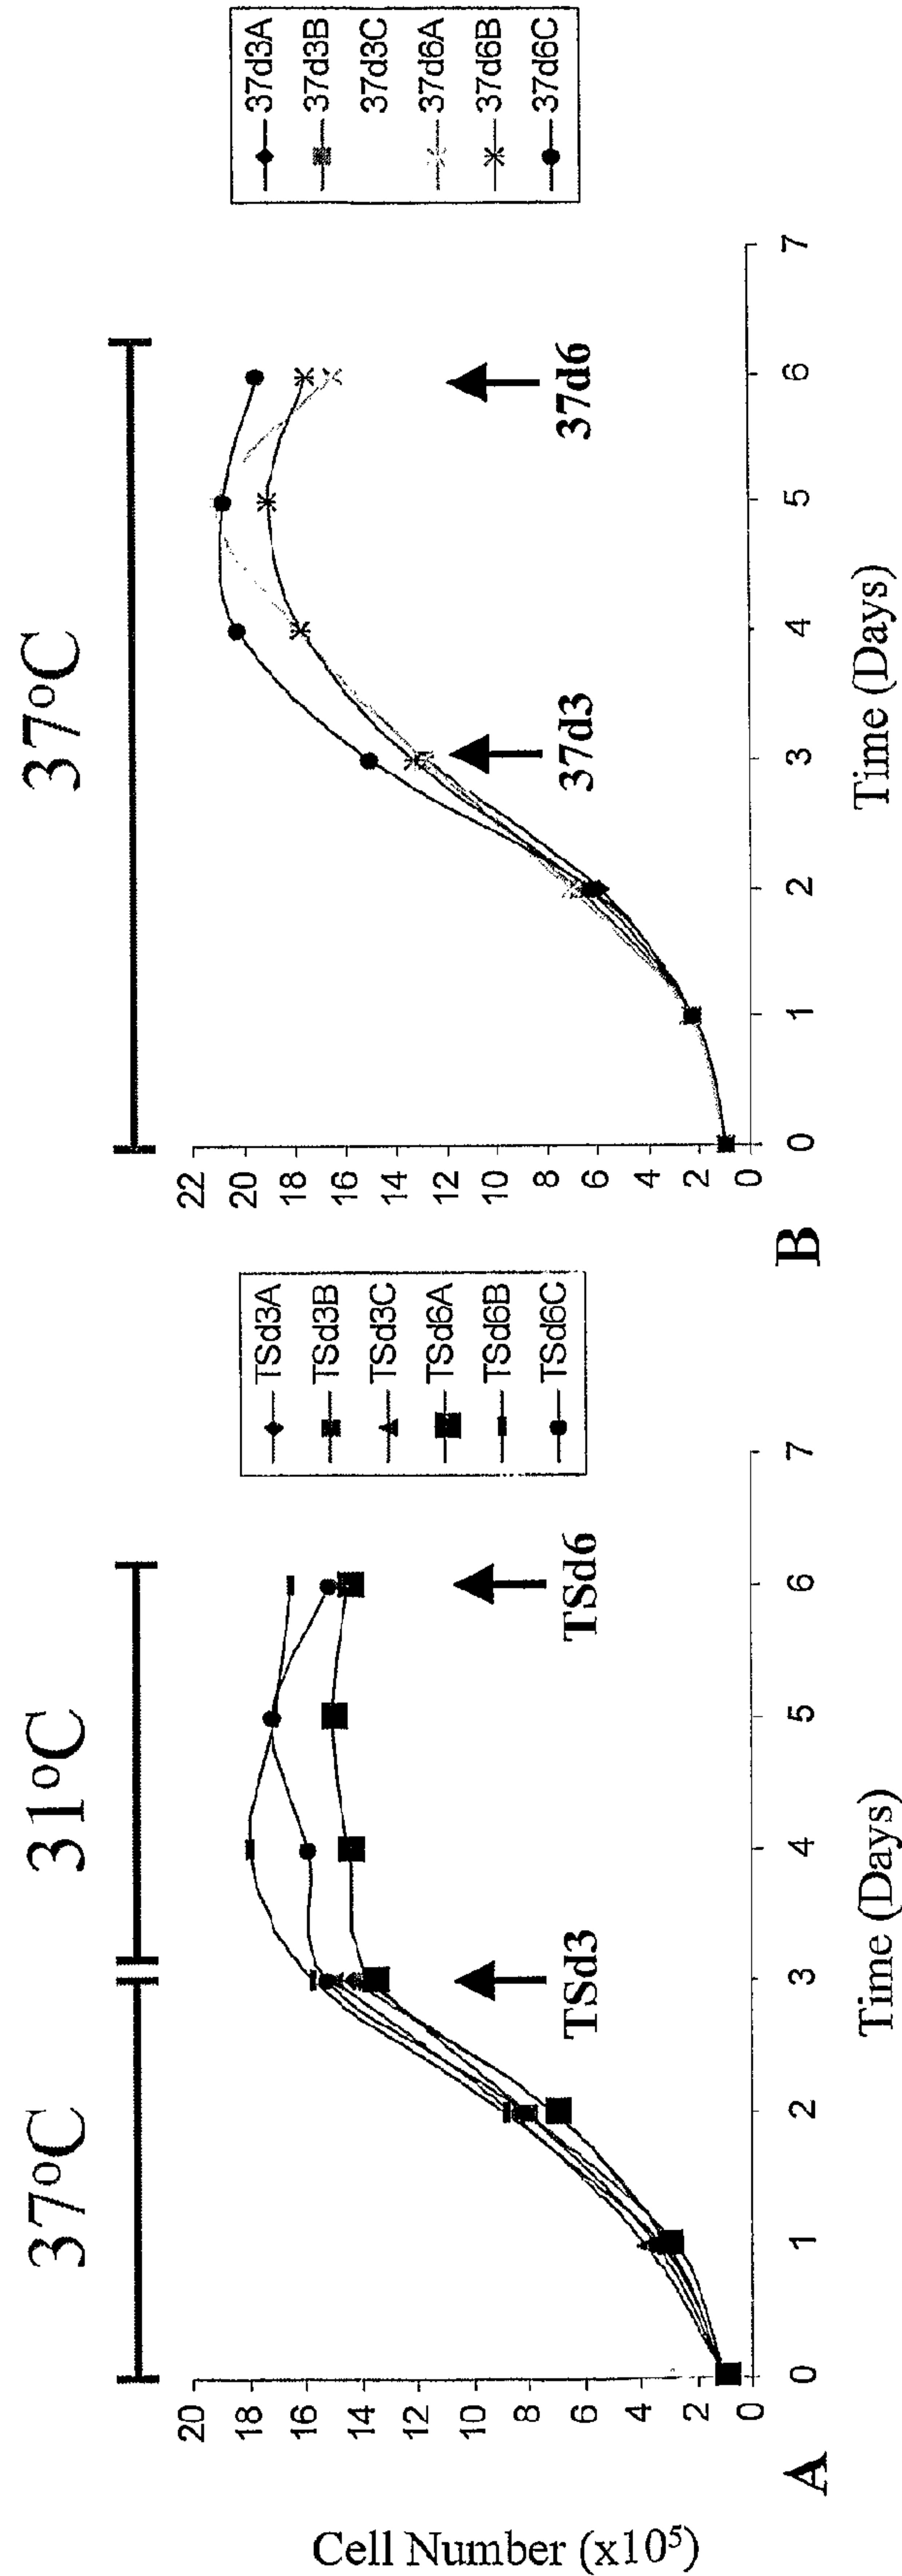 37°C
31°C
Cell Number (x10⁵)
20
18
16
14
12
10
8
6
4
2
0
0
1
2
3
4
5
6
7
TSd3
TSd6
Time (Days)
A
TSd3A
TSd3B
TSd3C
TSd6A
TSd6B
TSd6C
37°C
22
20
18
16
14
12
10
8
6
4
2
0
0
1
2
3
4
5
6
7
37d3
37d6
Time (Days)
B
37d3A
37d3B
37d3C
37d6A
37d6B
37d6C